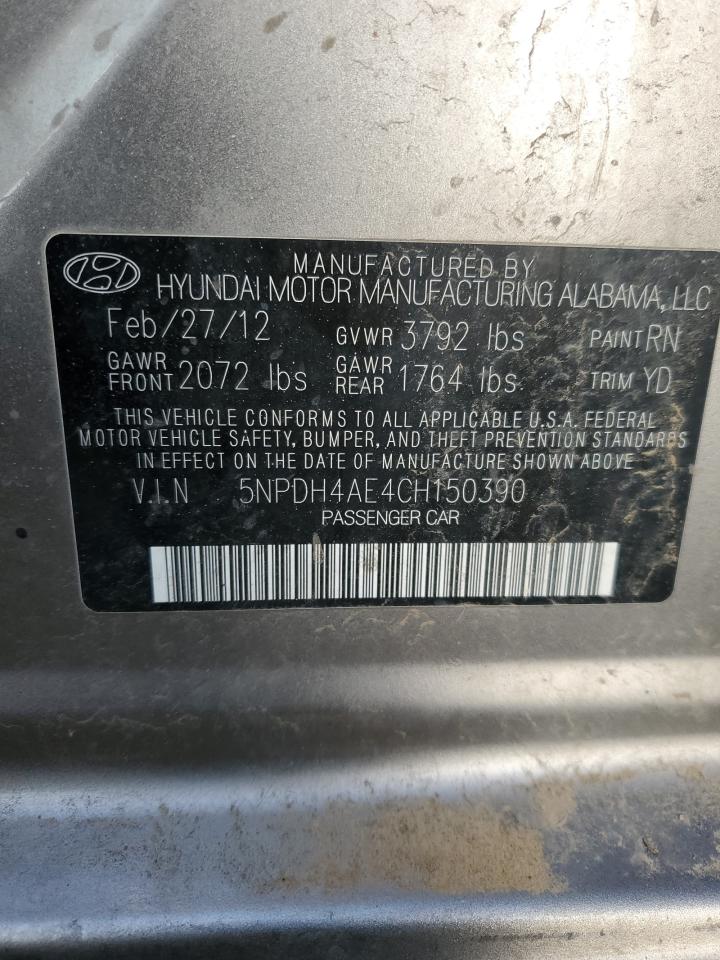 MANUFACTURED BY
HYUNDAI MOTOR MANUFACTURING ALABAMA, LLC
Feb/27/12 GVWR 3792 lbs PAINT RN
GAWR FRONT 2072 lbs GAWR REAR 1764 lbs TRIM YD
THIS VEHICLE CONFORMS TO ALL APPLICABLE U.S.A. FEDERAL
MOTOR VEHICLE SAFETY, BUMPER, AND THEFT PREVENTION STANDARDS
IN EFFECT ON THE DATE OF MANUFACTURE SHOWN ABOVE
V.I.N 5NPDH4AE4CH150390
PASSENGER CAR